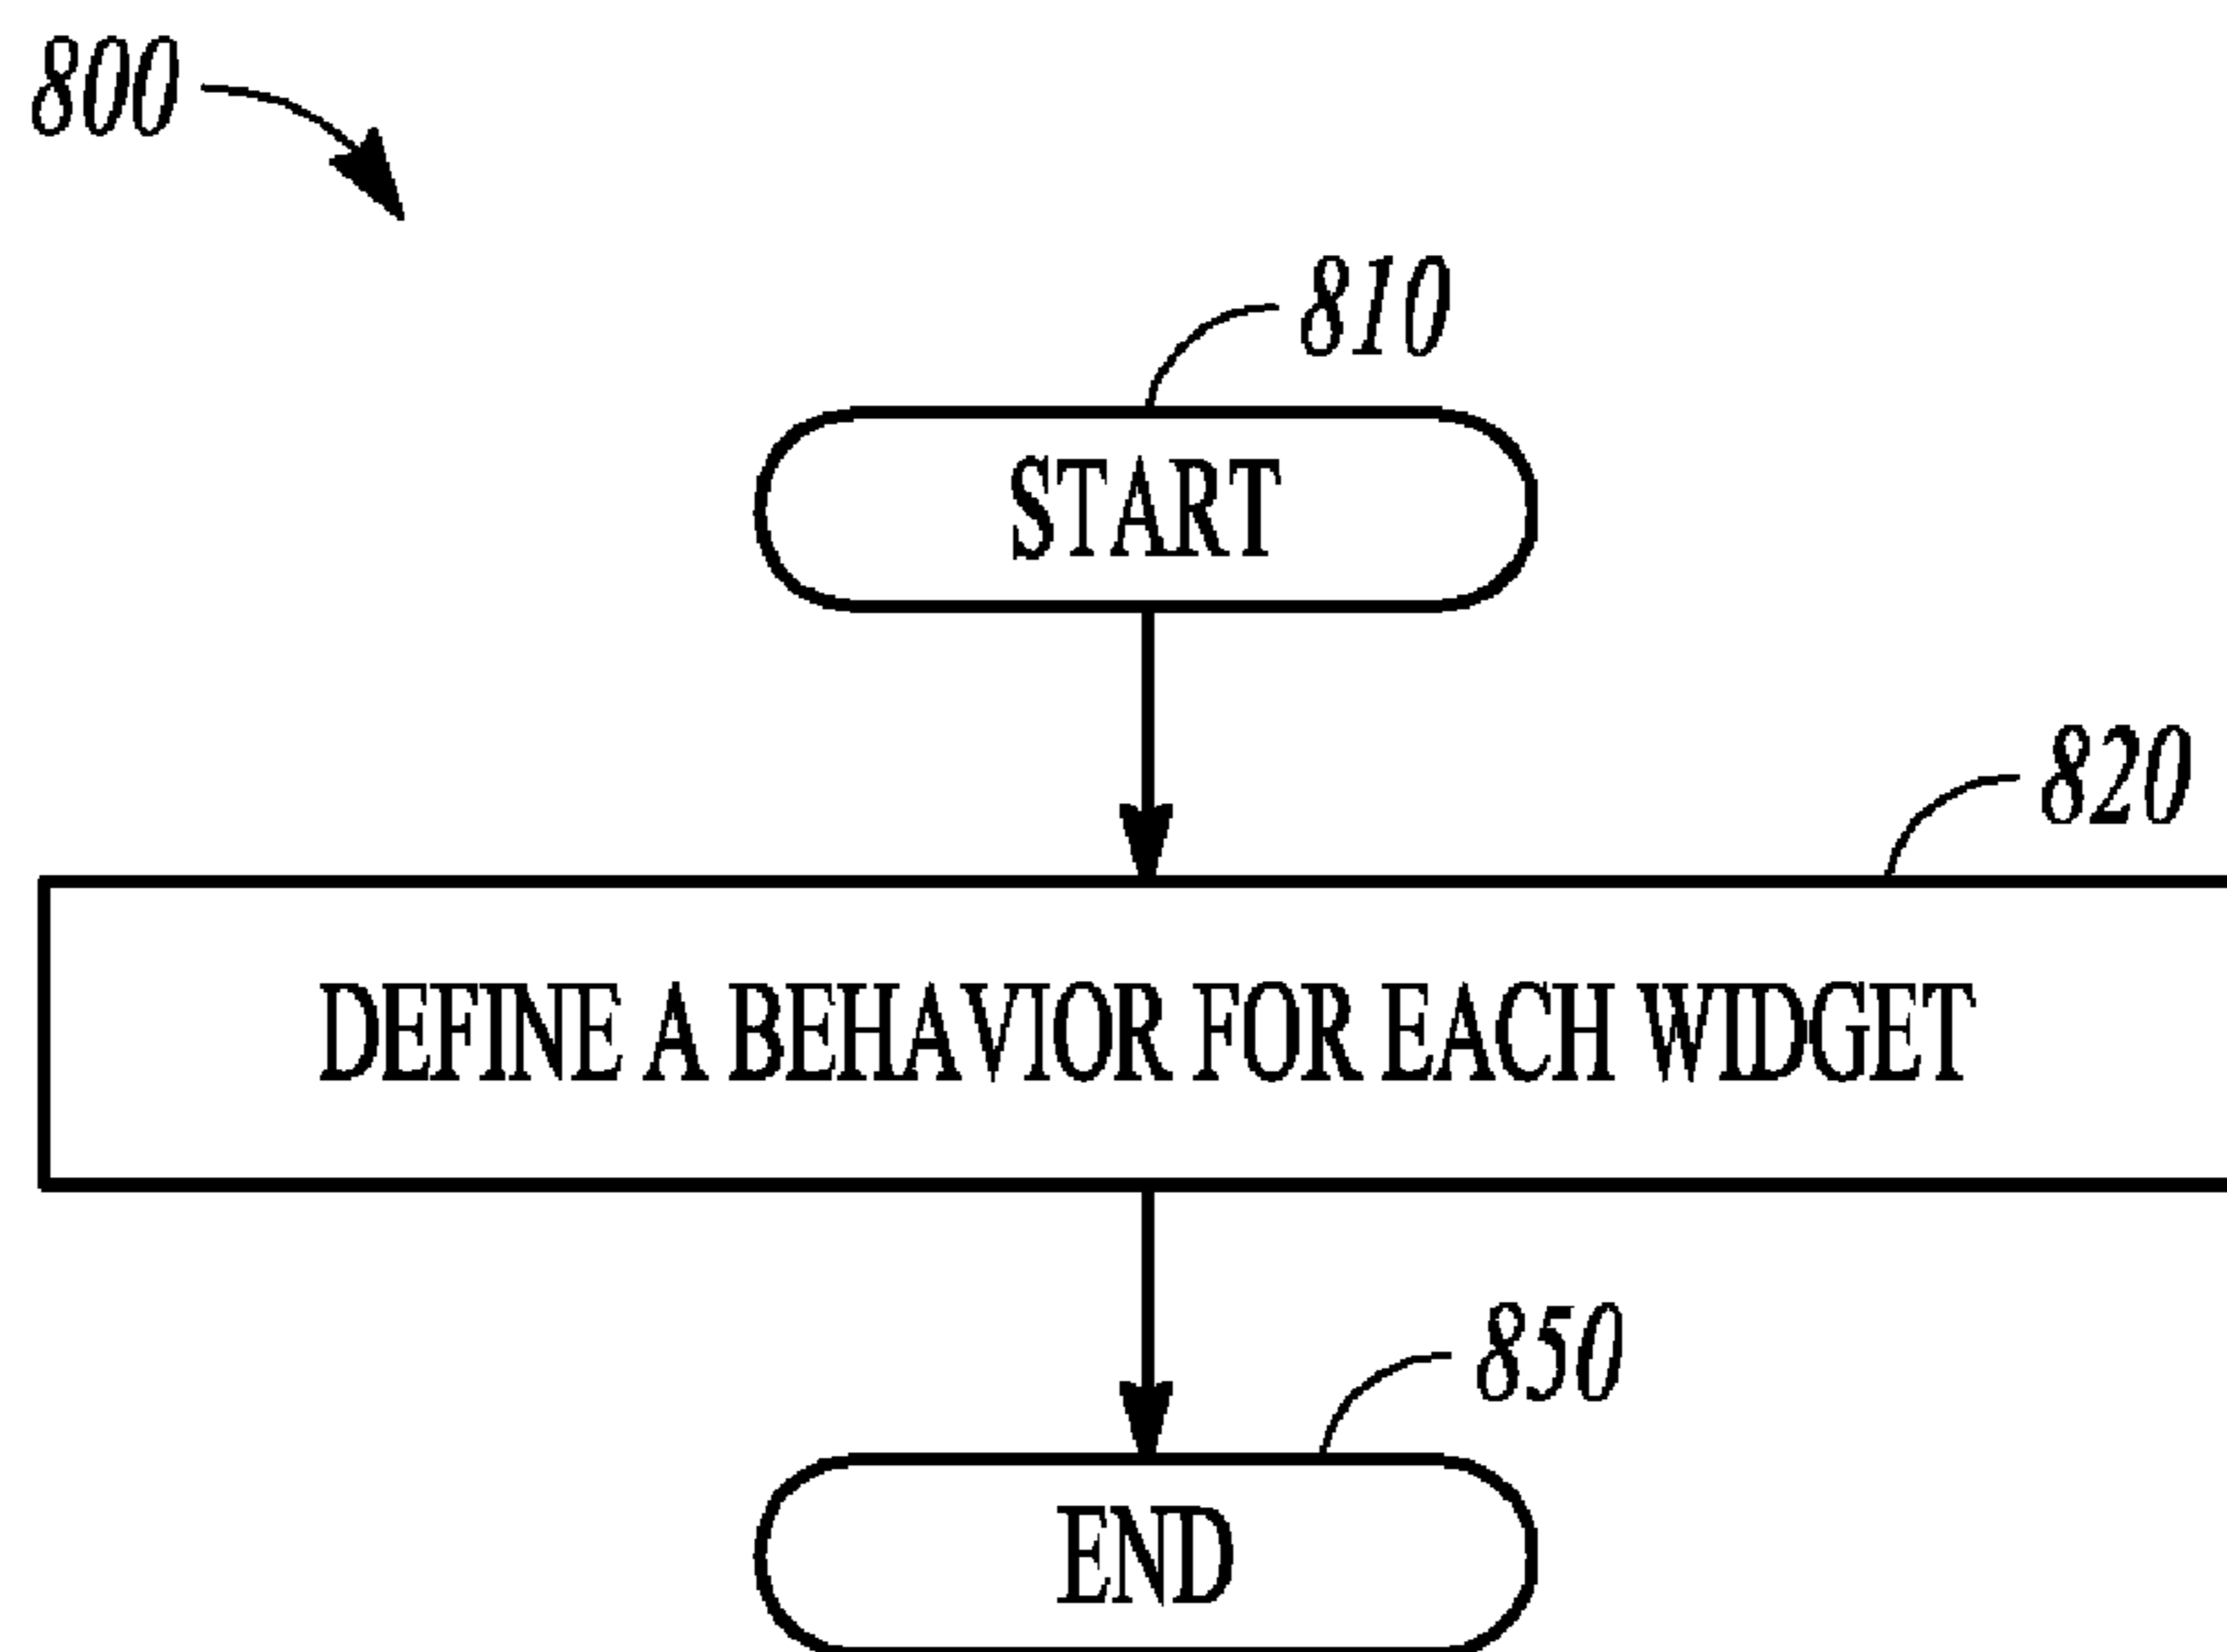 800
810
START
820
DEFINE A BEHAVIOR FOR EACH WIDGET
850
END